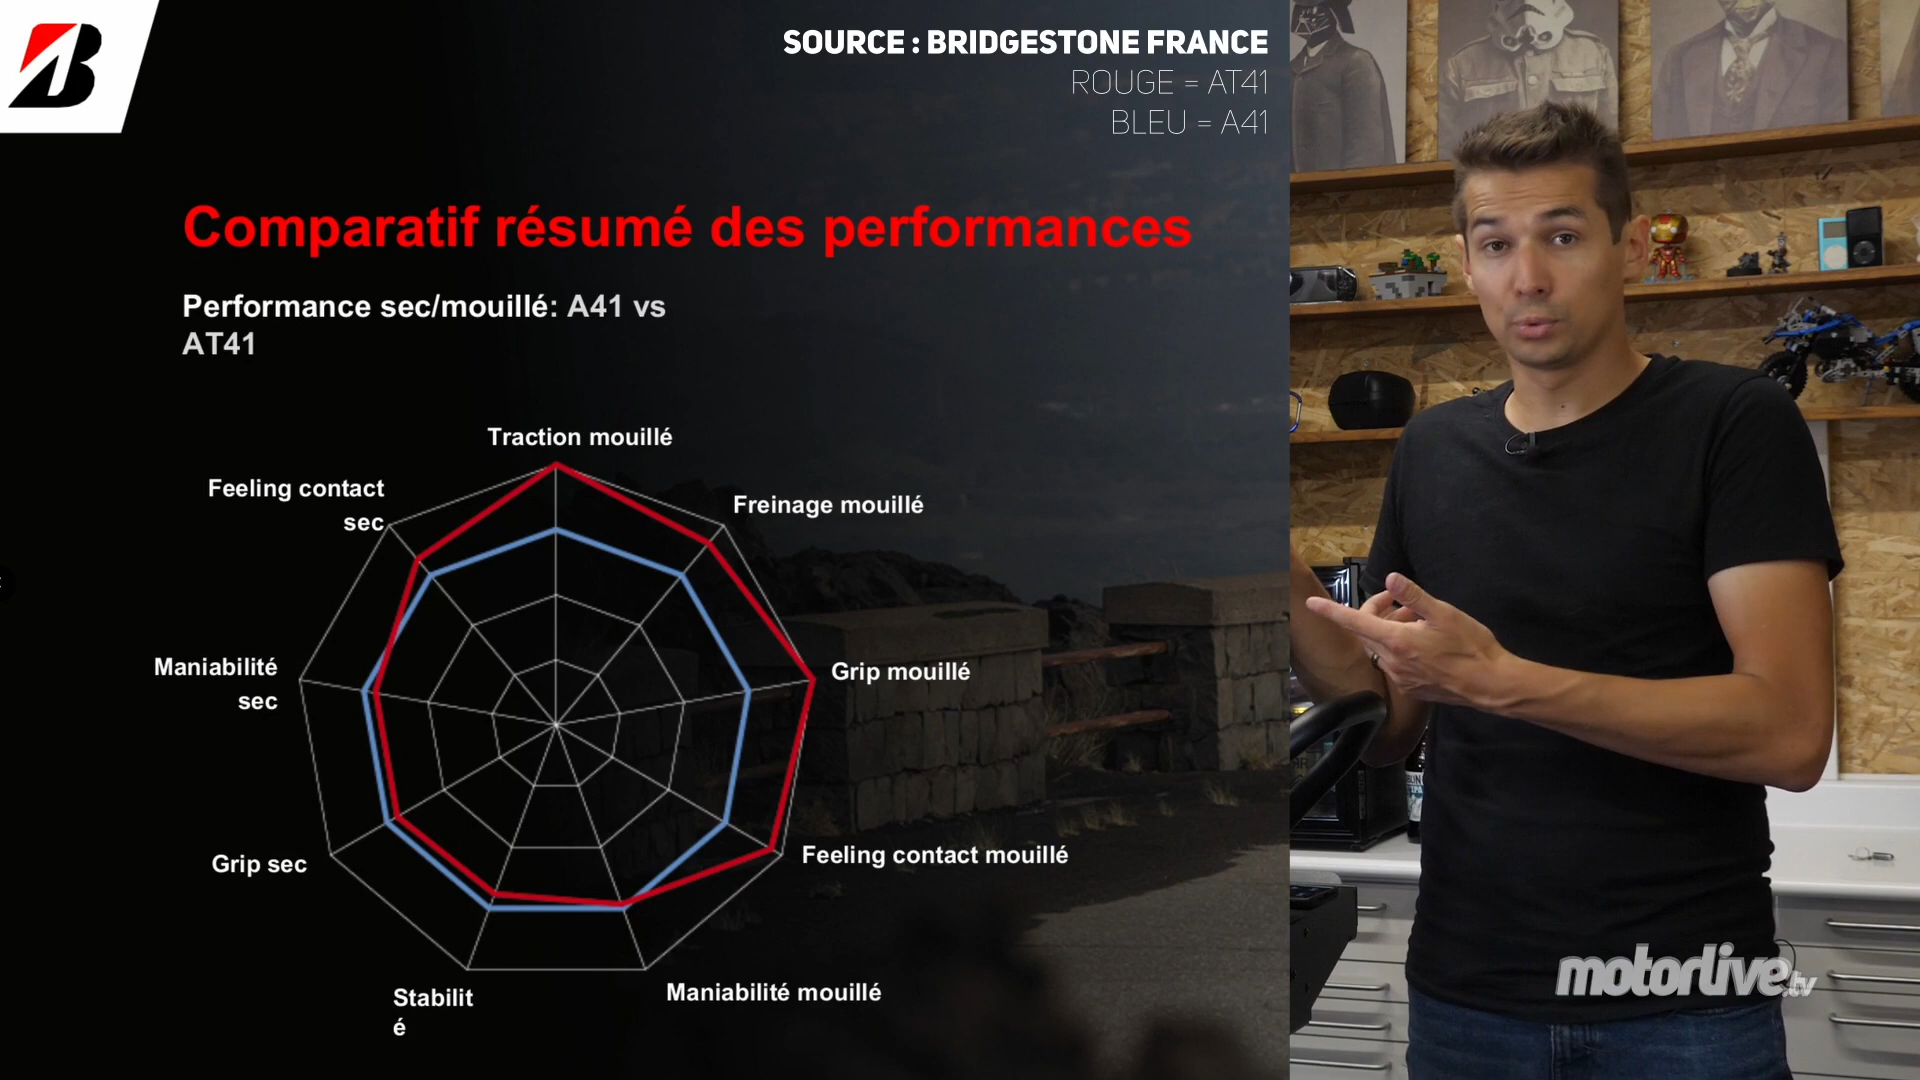 SOURCE : BRIDGESTONE FRANCE
ROUGE = AT41
BLEU = A41
Comparatif résumé des performances
Performance sec/mouillé: A41 vs
AT41
Traction mouillé
Feeling contact
sec
Freinage mouillé
Maniabilité
sec
Grip mouillé
Grip sec
Feeling contact mouillé
Stabilit
é
Maniabilité mouillé
motorlive.tv